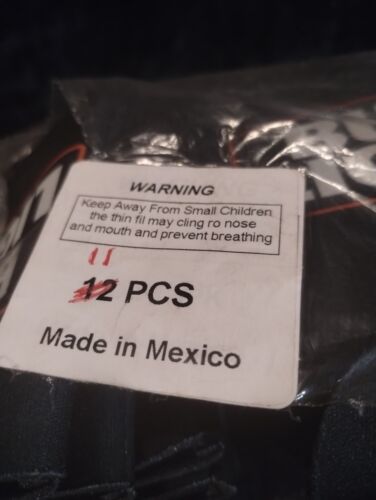 WARNING
Keep Away From Small Children
the thin fil may cling ro nose
and mouth and prevent breathing
11
12 PCS
Made in Mexico